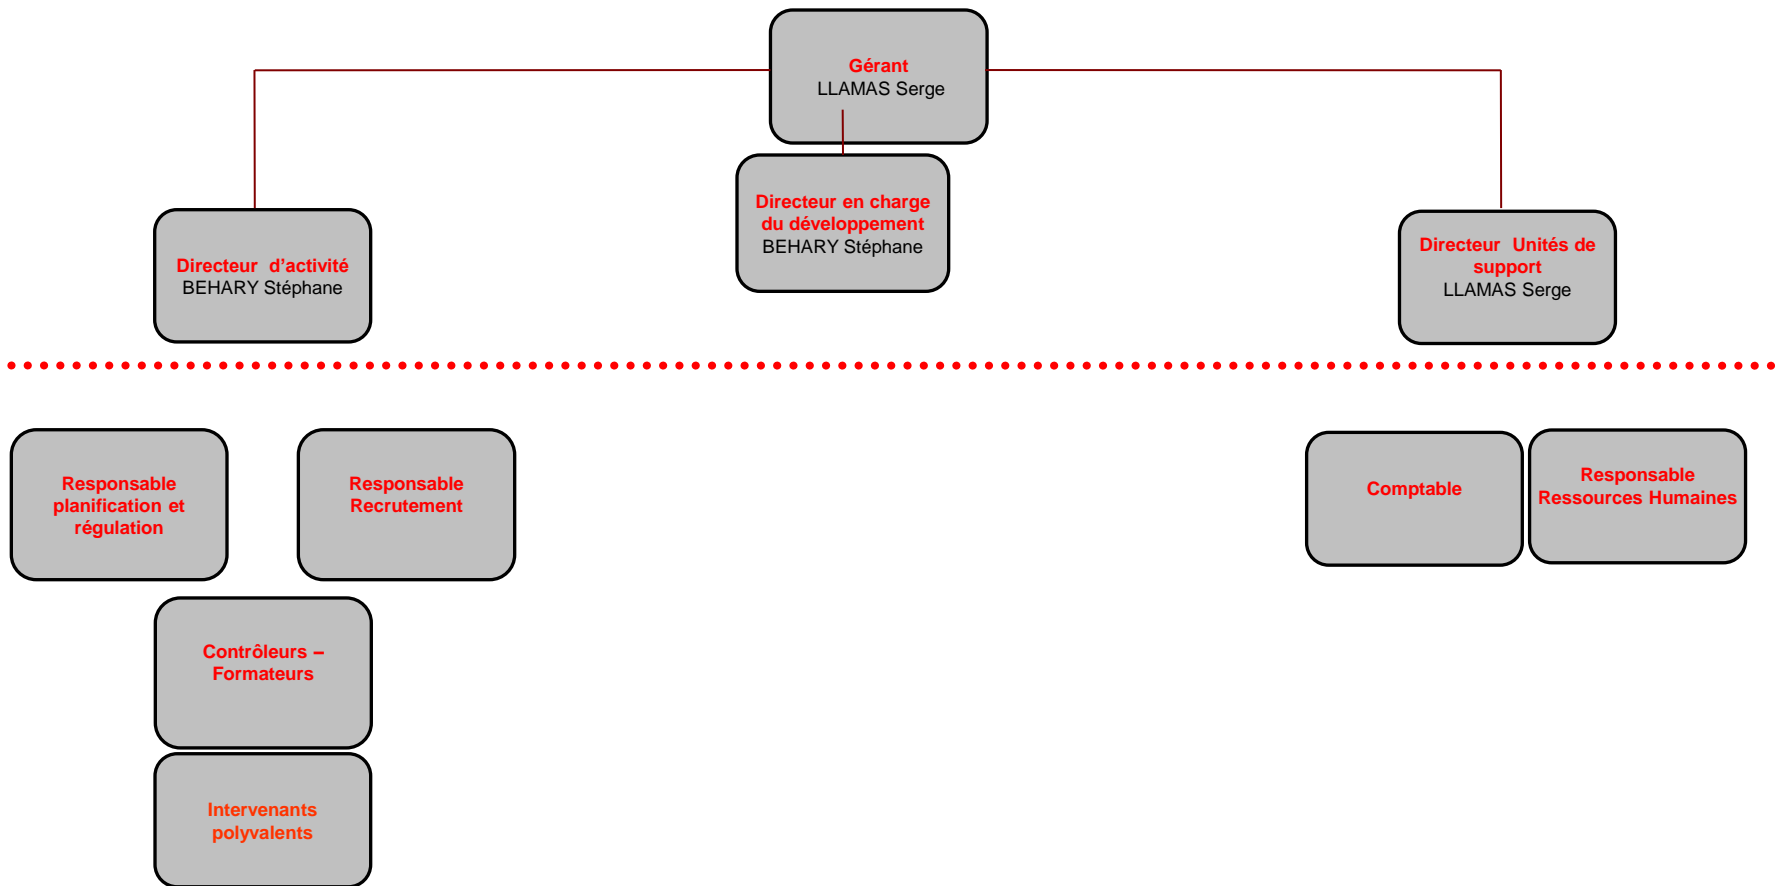 Gérant
LLAMAS Serge
Directeur en charge
du développement
BEHARY Stéphane
Directeur d’activité
BEHARY Stéphane
Directeur Unités de
support
LLAMAS Serge
Responsable
planification et
régulation
Responsable
Recrutement
Comptable
Responsable
Ressources Humaines
Contrôleurs –
Formateurs
Intervenants
polyvalents